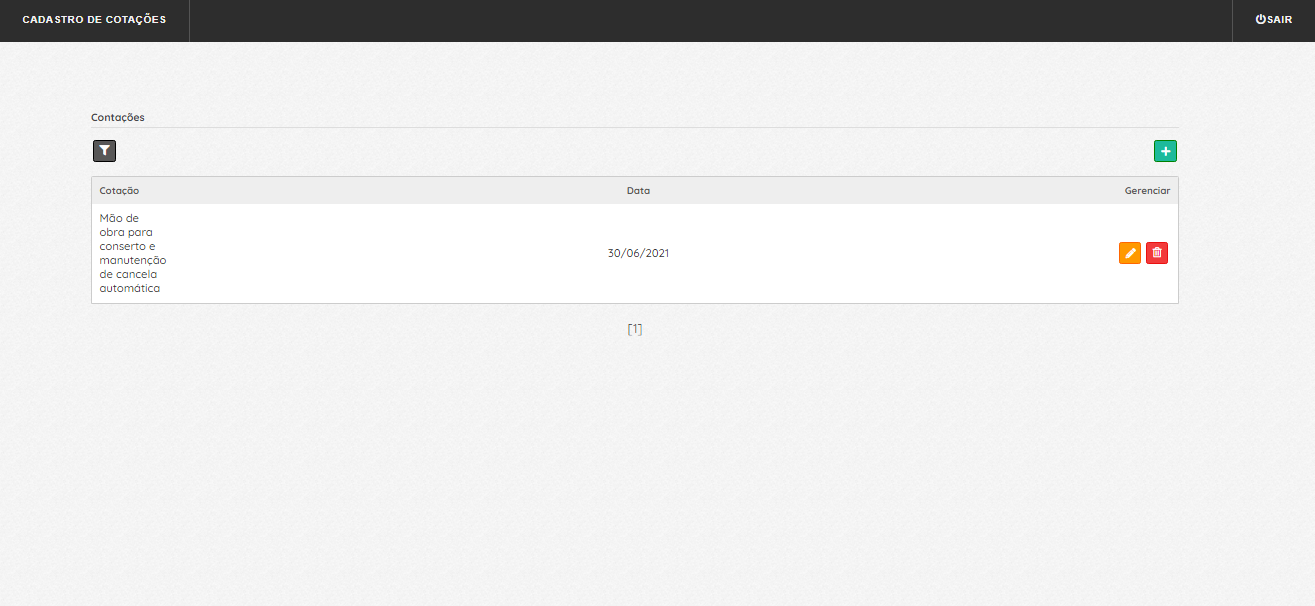 CADASTRO DE COTAÇÕES
SAIR
Contações
Cotação Data Gerenciar
Mão de
obra para
conserto e
manutenção
de cancela
automática
30/06/2021
[1]